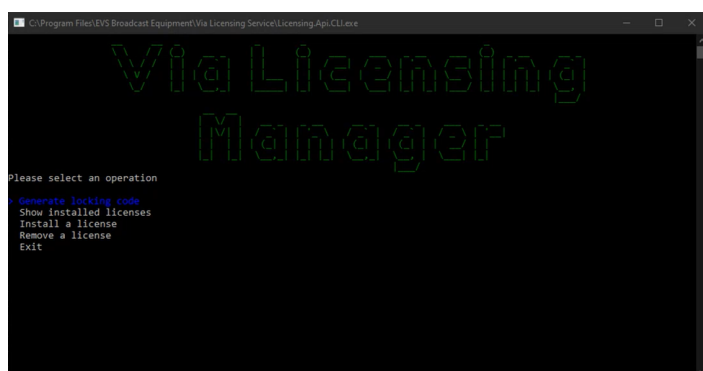 C:\Program Files\EVS Broadcast Equipment\Via Licensing Service\Licensing.Api.CLI.exe
Via Licensing
Manager
Please select an operation
> Generate locking code
Show installed licenses
Install a license
Remove a license
Exit